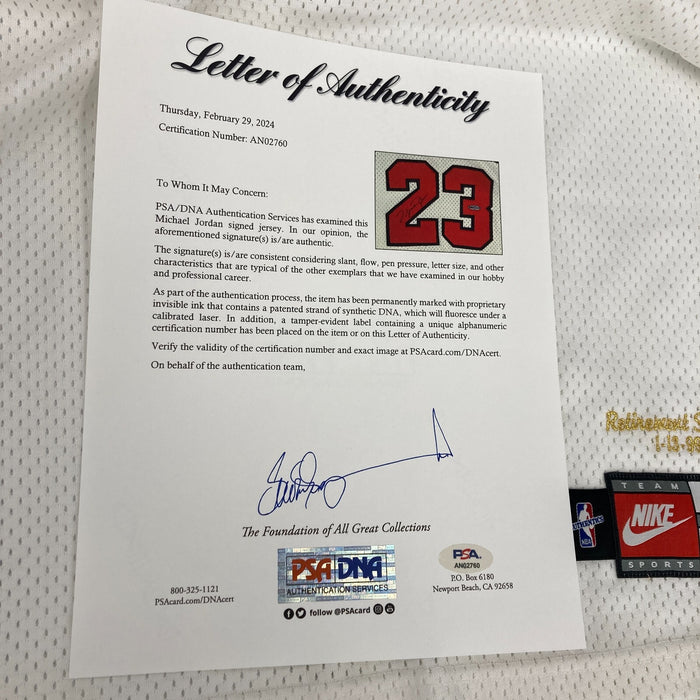 Letter of Authenticity
Thursday, February 29, 2024
Certification Number: AN02760
23
To Whom It May Concern:
PSA/DNA Authentication Services has examined this
Michael Jordan signed jersey. In our opinion, the
aforementioned signature(s) is/are authentic.
The signature(s) is/are consistent considering slant, flow, pen pressure, letter size, and other
characteristics that are typical of the other exemplars that we have examined in our hobby
and professional career.
As part of the authentication process, the item has been permanently marked with proprietary
invisible ink that contains a patented strand of synthetic DNA, which will fluoresce under a
calibrated laser. In addition, a tamper-evident label containing a unique alphanumeric
certification number has been placed on the item or on this Letter of Authenticity.
Verify the validity of the certification number and exact image at PSAcard.com/DNAcert.
On behalf of the authentication team,
The Foundation of All Great Collections
800-325-1121
PSAcard.com/DNAcert
PSA DNA
AUTHENTICATION SERVICES
follow @PSAcard
PSA.
AN02760
P.O. Box 6180
Newport Beach, CA 92658
Retirement S
1-13-99
AUTHENTICS
NBA
TEAM
NIKE
SPORTS